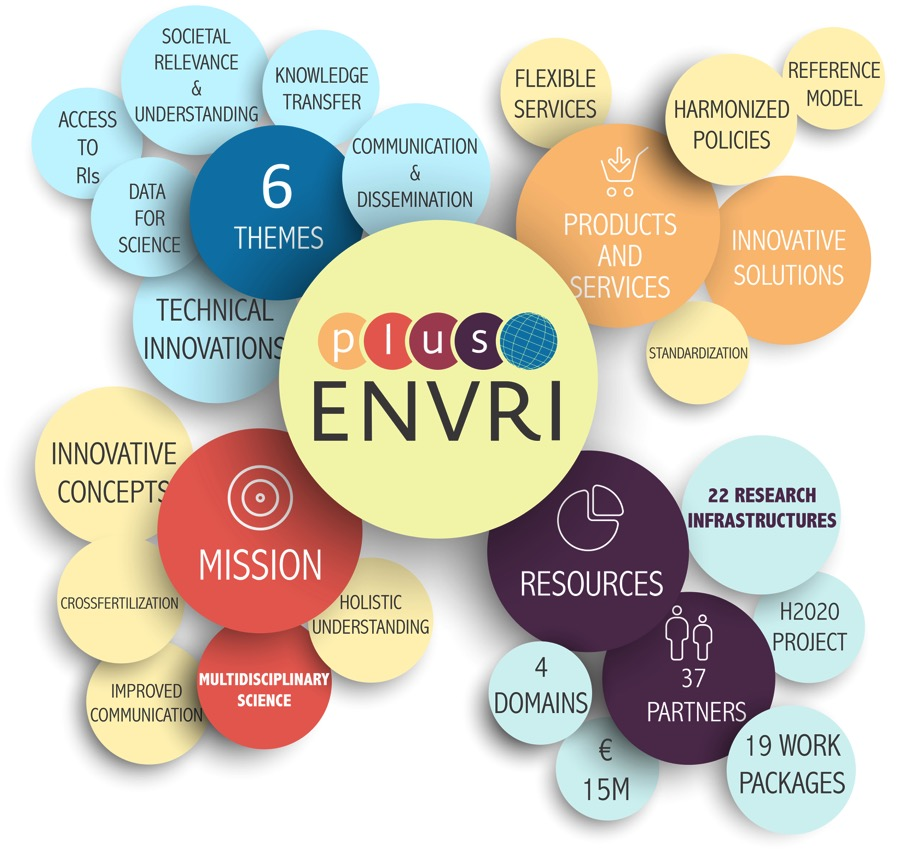 SOCIETAL
RELEVANCE
&
UNDERSTANDING
KNOWLEDGE
TRANSFER
ACCESS
TO
RIs
COMMUNICATION
&
DISSEMINATION
DATA
FOR
SCIENCE
6
THEMES
TECHNICAL
INNOVATIONS
FLEXIBLE
SERVICES
HARMONIZED
POLICIES
REFERENCE
MODEL
PRODUCTS
AND
SERVICES
INNOVATIVE
SOLUTIONS
STANDARDIZATION
plus
ENVRI
INNOVATIVE
CONCEPTS
MISSION
CROSSFERTILIZATION
HOLISTIC
UNDERSTANDING
IMPROVED
COMMUNICATION
MULTIDISCIPLINARY
SCIENCE
RESOURCES
22 RESEARCH
INFRASTRUCTURES
H2020
PROJECT
37
PARTNERS
4
DOMAINS
€
15M
19 WORK
PACKAGES